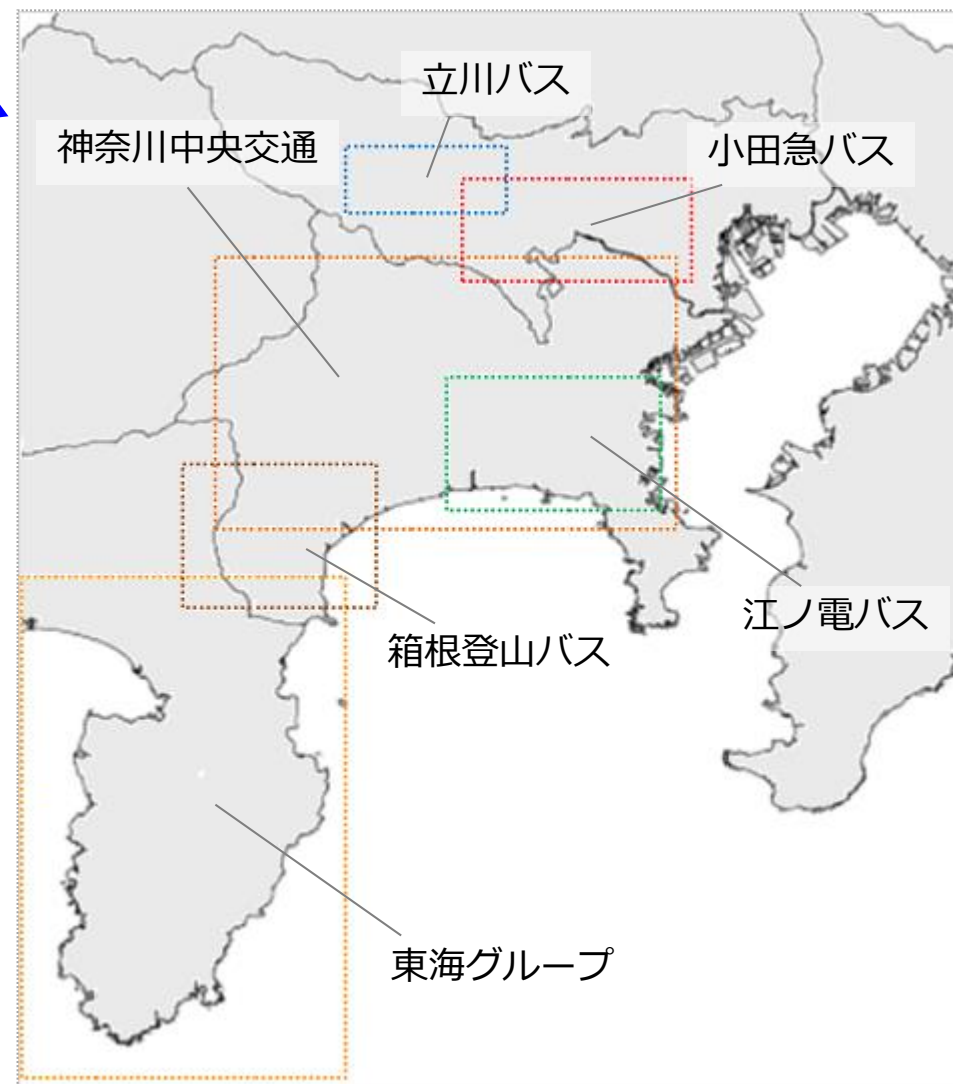 立川バス
神奈川中央交通
小田急バス
江ノ電バス
箱根登山バス
東海グループ